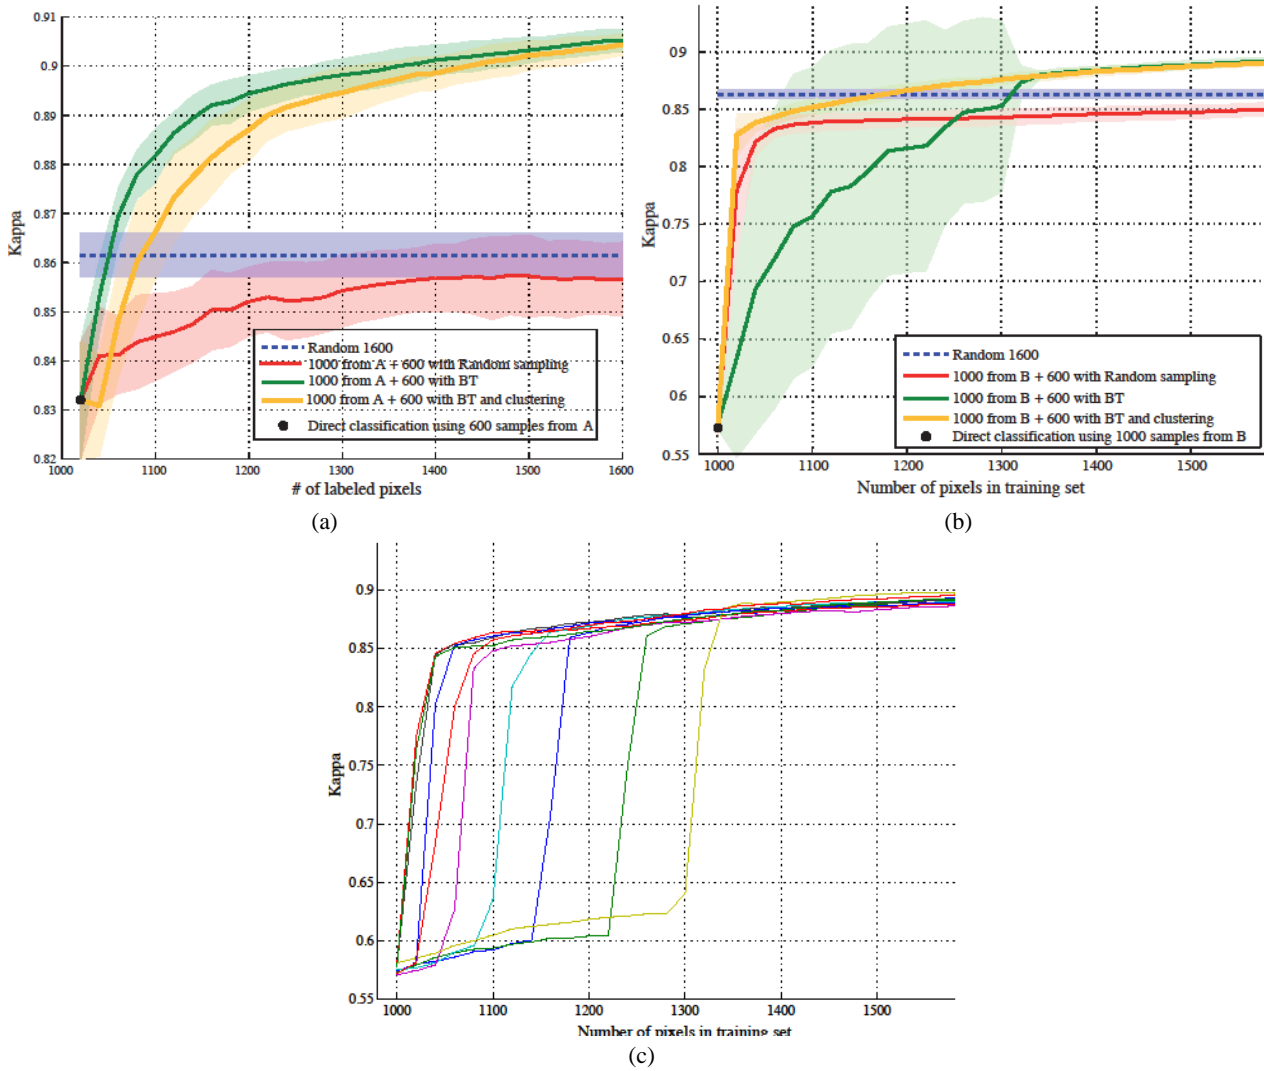 0.91
0.9
0.89
0.88
0.87
0.86
0.85
0.84
0.83
0.82
Kappa
1000
1100
1200
1300
1400
1500
1600
# of labeled pixels
Random 1600
1000 from A + 600 with Random sampling
1000 from A + 600 with BT
1000 from A + 600 with BT and clustering
Direct classification using 600 samples from A
(a)
0.9
0.85
0.8
0.75
0.7
0.65
0.6
0.55
Kappa
1000
1100
1200
1300
1400
1500
Number of pixels in training set
Random 1600
1000 from B + 600 with Random sampling
1000 from B + 600 with BT
1000 from B + 600 with BT and clustering
Direct classification using 1000 samples from B
(b)
0.9
0.85
0.8
0.75
0.7
0.65
0.6
0.55
Kappa
1000
1100
1200
1300
1400
1500
Number of pixels in training set
(c)